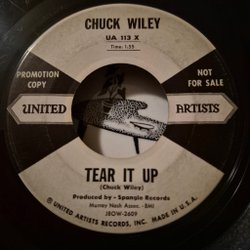 CHUCK WILEY
UA 113 X
Time: 1:55
PROMOTION
COPY
NOT FOR
SALE
UNITED ARTISTS
TEAR IT UP
(Chuck Wiley)
Produced by - Spangle Records
Murray Nash Assoc. - BMI
J8OW-2609
© UNITED ARTISTS RECORDS, INC. MADE IN U.S.A.